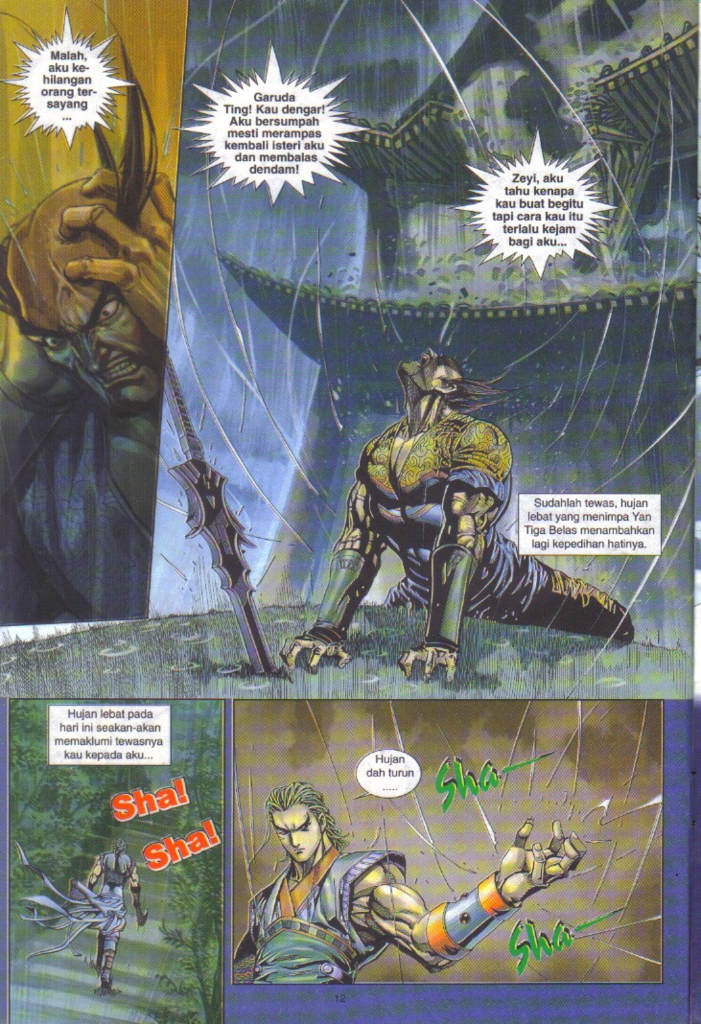 Malah,
aku ke-
hilangan
orang ter-
sayang
...
Garuda
Ting! Kau dengar!
Aku bersumpah
mesti merampas
kembali isteri aku
dan membalas
dendam!
Zeyi, aku
tahu kenapa
kau buat begitu
tapi cara kau itu
terlalu kejam
bagi aku...
Sudahlah tewas, hujan
lebat yang menimpa Yan
Tiga Belas menambahkan
lagi kepedihan hatinya.
Hujan lebat pada
hari ini seakan-akan
memaklumi tewasnya
kau kepada aku...
Sha!
Sha!
Hujan
dah turun
.....
Sha
Sha
12